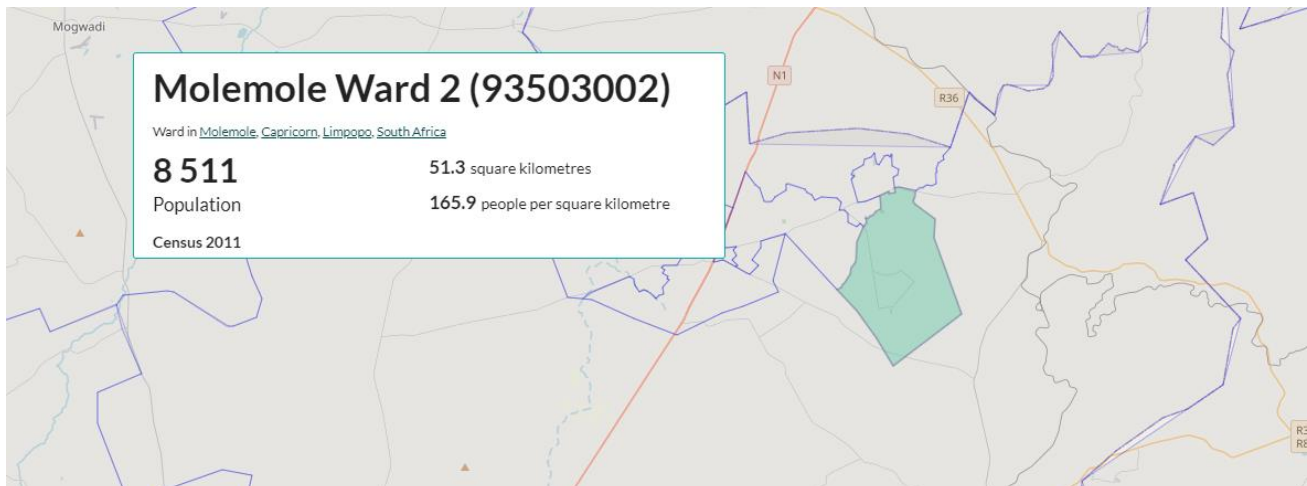 Mogwadi
Molemole Ward 2 (93503002)
Ward in Molemole, Capricorn, Limpopo, South Africa
8 511
Population
51.3 square kilometres
165.9 people per square kilometre
Census 2011
N1
R36